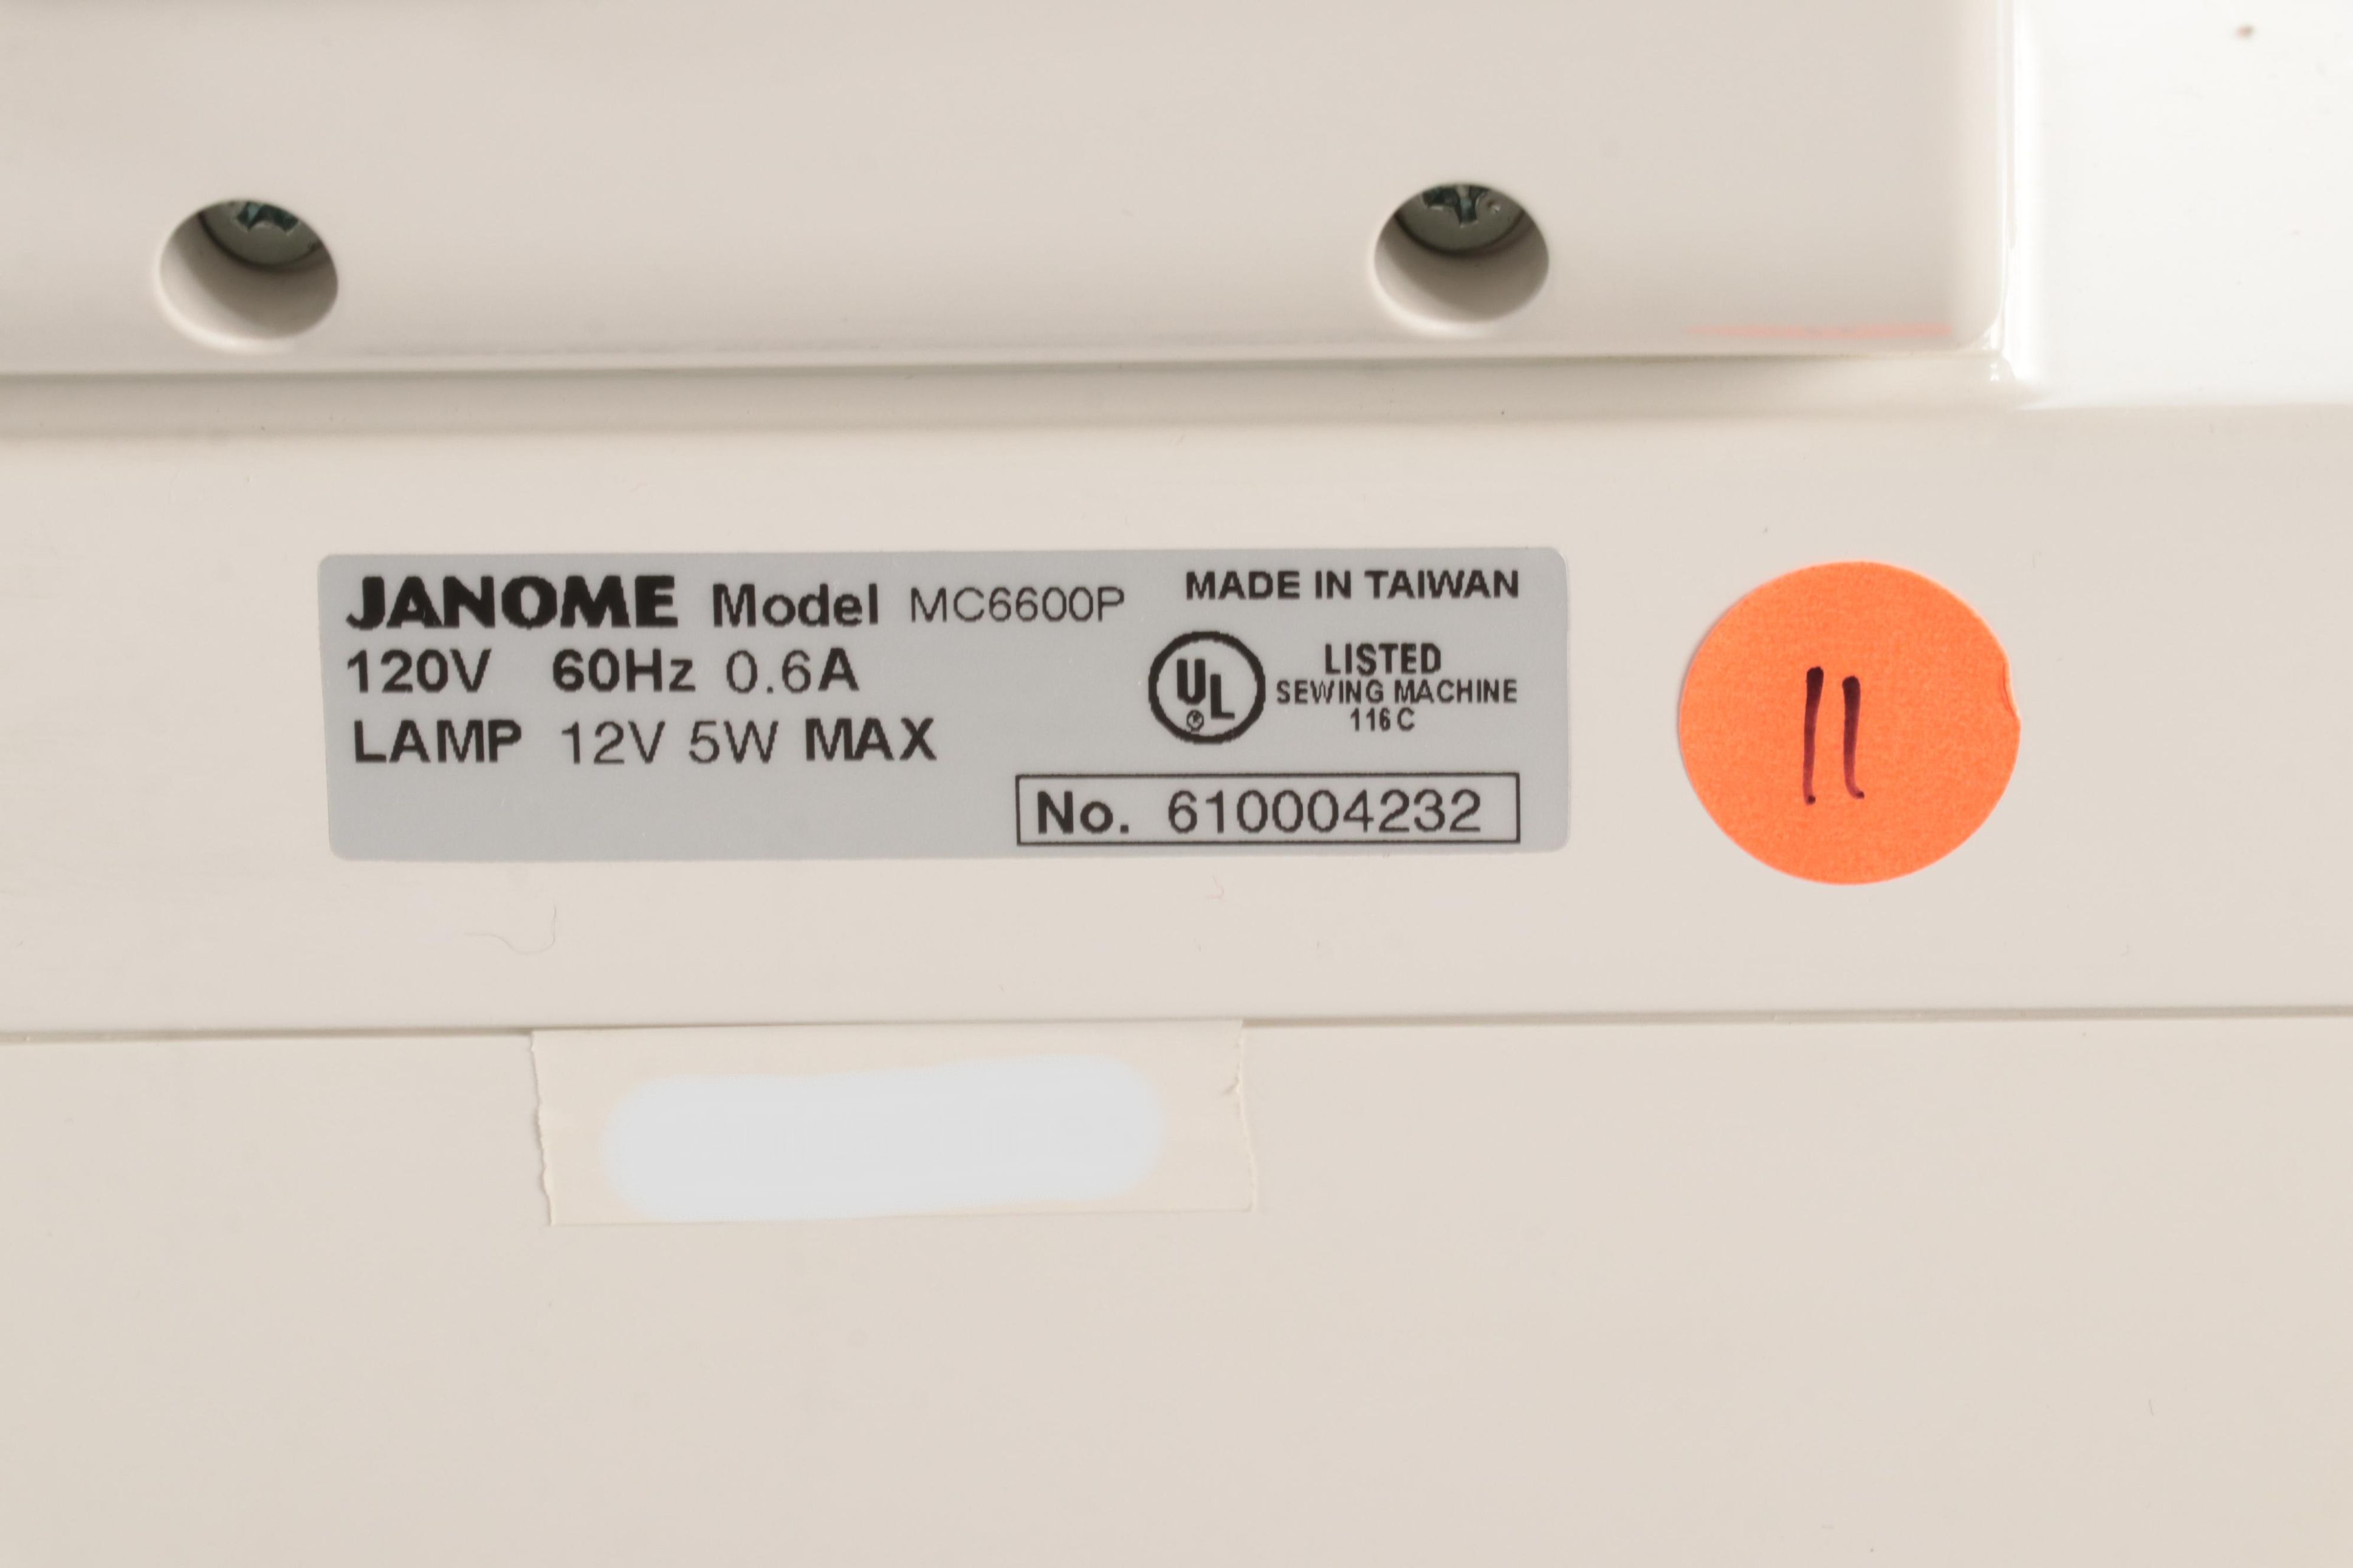 JANOME Model MC6600P
120V 60Hz 0.6A
LAMP 12V 5W MAX
MADE IN TAIWAN
UL ®
LISTED
SEWING MACHINE
116C
No. 610004232
11